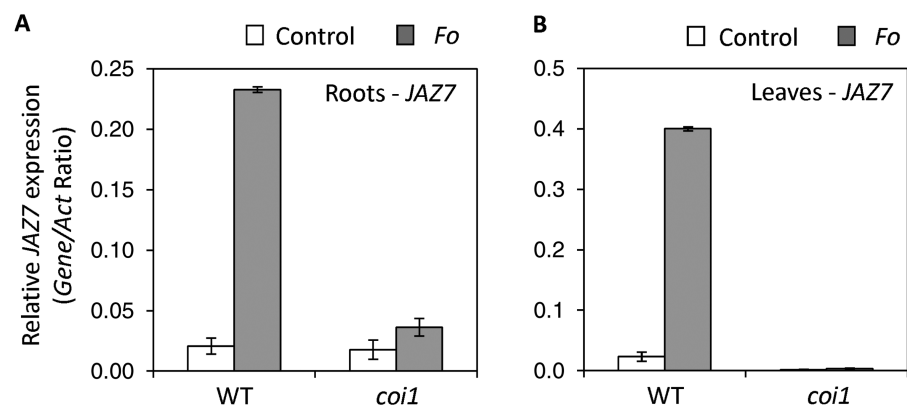 A
Control Fo
Relative JAZ7 expression
(Gene/Act Ratio)
0.25
0.20
0.15
0.10
0.05
0.00
Roots - JAZ7
WT coi1
B
Control Fo
0.5
0.4
0.3
0.2
0.1
0.0
Leaves - JAZ7
WT coi1